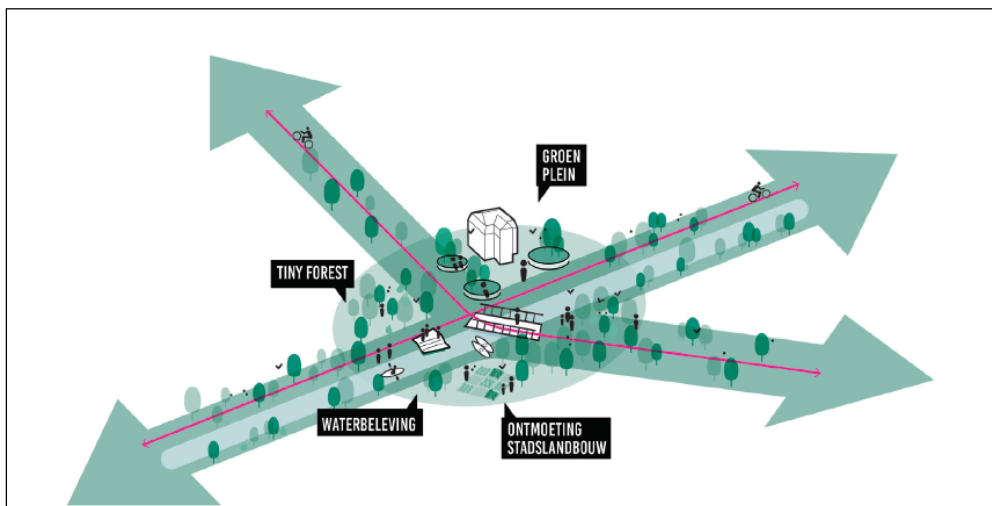 GROEN
PLEIN
TINY FOREST
WATERBELEVING
ONTMOETING
STADSLANDBOUW